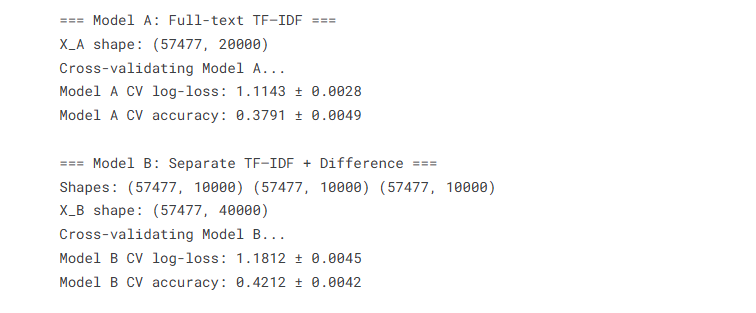 === Model A: Full-text TF–IDF ===
X_A shape: (57477, 20000)
Cross-validating Model A...
Model A CV log-loss: 1.1143 ± 0.0028
Model A CV accuracy: 0.3791 ± 0.0049
=== Model B: Separate TF–IDF + Difference ===
Shapes: (57477, 10000) (57477, 10000) (57477, 10000)
X_B shape: (57477, 40000)
Cross-validating Model B...
Model B CV log-loss: 1.1812 ± 0.0045
Model B CV accuracy: 0.4212 ± 0.0042